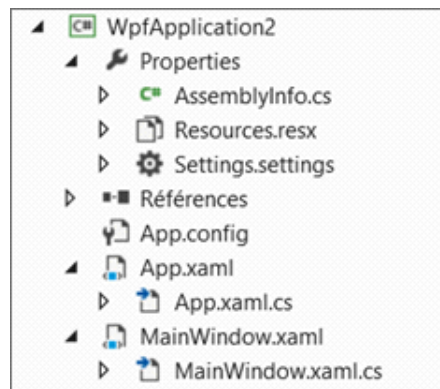 WpfApplication2
Properties
AssemblyInfo.cs
Resources.resx
Settings.settings
Références
App.config
App.xaml
App.xaml.cs
MainWindow.xaml
MainWindow.xaml.cs